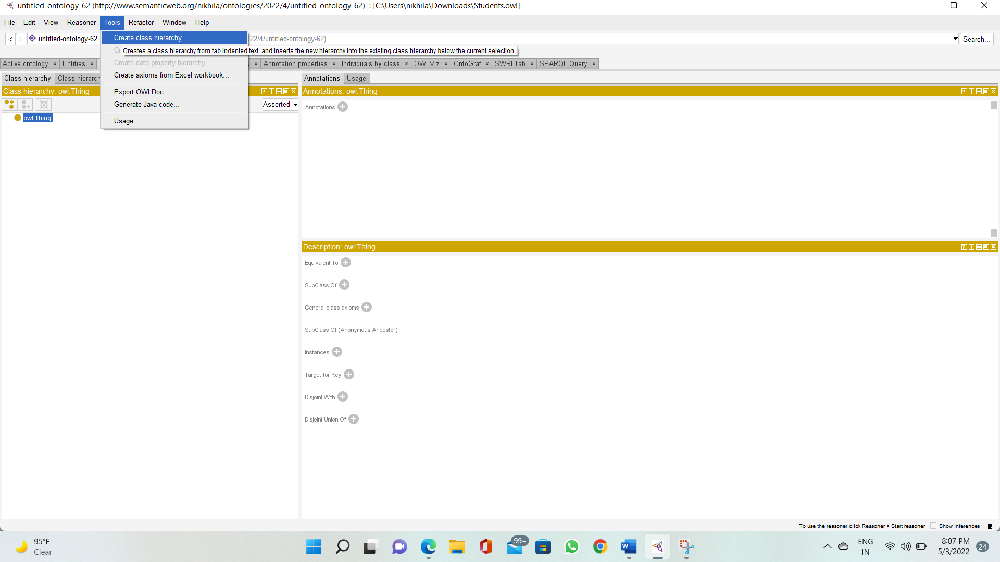 untitled-ontology-62 (http://www.semanticweb.org/nikhila/ontologies/2022/4/untitled-ontology-62) : [C:\Users\nikhila\Downloads\Students.owl]
File Edit View Reasoner Tools Refactor Window Help
< > untitled-ontology-62 22/4/untitled-ontology-62) Search...
Create class hierarchy...
Cr Creates a class hierarchy from tab indented text, and inserts the new hierarchy into the existing class hierarchy below the current selection.
Create data property hierarchy...
Active ontology × Entities × × Annotation properties × Individuals by class × OWLViz × OntoGraf × SWRLTab × SPARQL Query ×
Create axioms from Excel workbook...
Class hierarchy Class hierarch Annotations Usage
Class hierarchy: owl:Thing Annotations: owl:Thing
Export OWLDoc...
Generate Java code...
Asserted
Annotations
owl:Thing
Usage...
Description: owl:Thing
Equivalent To
SubClass Of
General class axioms
SubClass Of (Anonymous Ancestor)
Instances
Target for Key
Disjoint With
Disjoint Union Of
To use the reasoner click Reasoner > Start reasoner Show Inferences
95°F
Clear
99+
ENG
IN
8:07 PM
5/3/2022
24